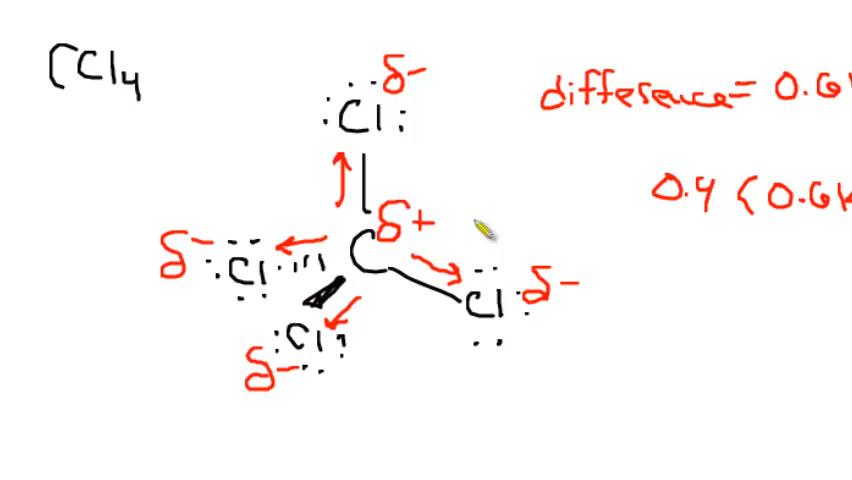 CCl4
δ-
Cl
difference = 0.6
0.4 < 0.6
δ+
C
δ-
Cl
Cl
δ-
Cl
δ-